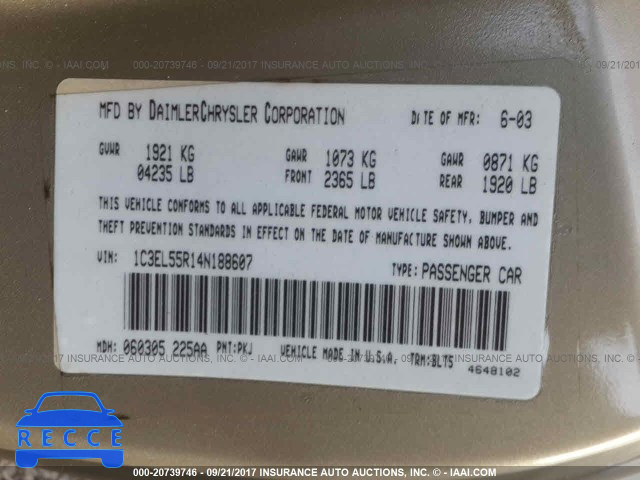 000-20739746 - 09/21/2017 INSURANCE AUTO AUCTIONS, INC. - IAAI.COM
MFD BY DAIMLERCHRYSLER CORPORATION DATE OF MFR: 6-03
GVWR 1921 KG GAWR 1073 KG GAWR 0871 KG
04235 LB FRONT 2365 LB REAR 1920 LB
THIS VEHICLE CONFORMS TO ALL APPLICABLE FEDERAL MOTOR VEHICLE SAFETY, BUMPER AND
THEFT PREVENTION STANDARDS IN EFFECT ON THE DATE OF MANUFACTURE SHOWN ABOVE.
VIN: 1C3EL55R14N188607 TYPE: PASSENGER CAR
MDH: 060305 225AA PNT:PKJ VEHICLE MADE IN U.S.A. TRM:BLT5
4648102
RECCE
000-20739746 - 09/21/2017 INSURANCE AUTO AUCTIONS, INC. - IAAI.COM